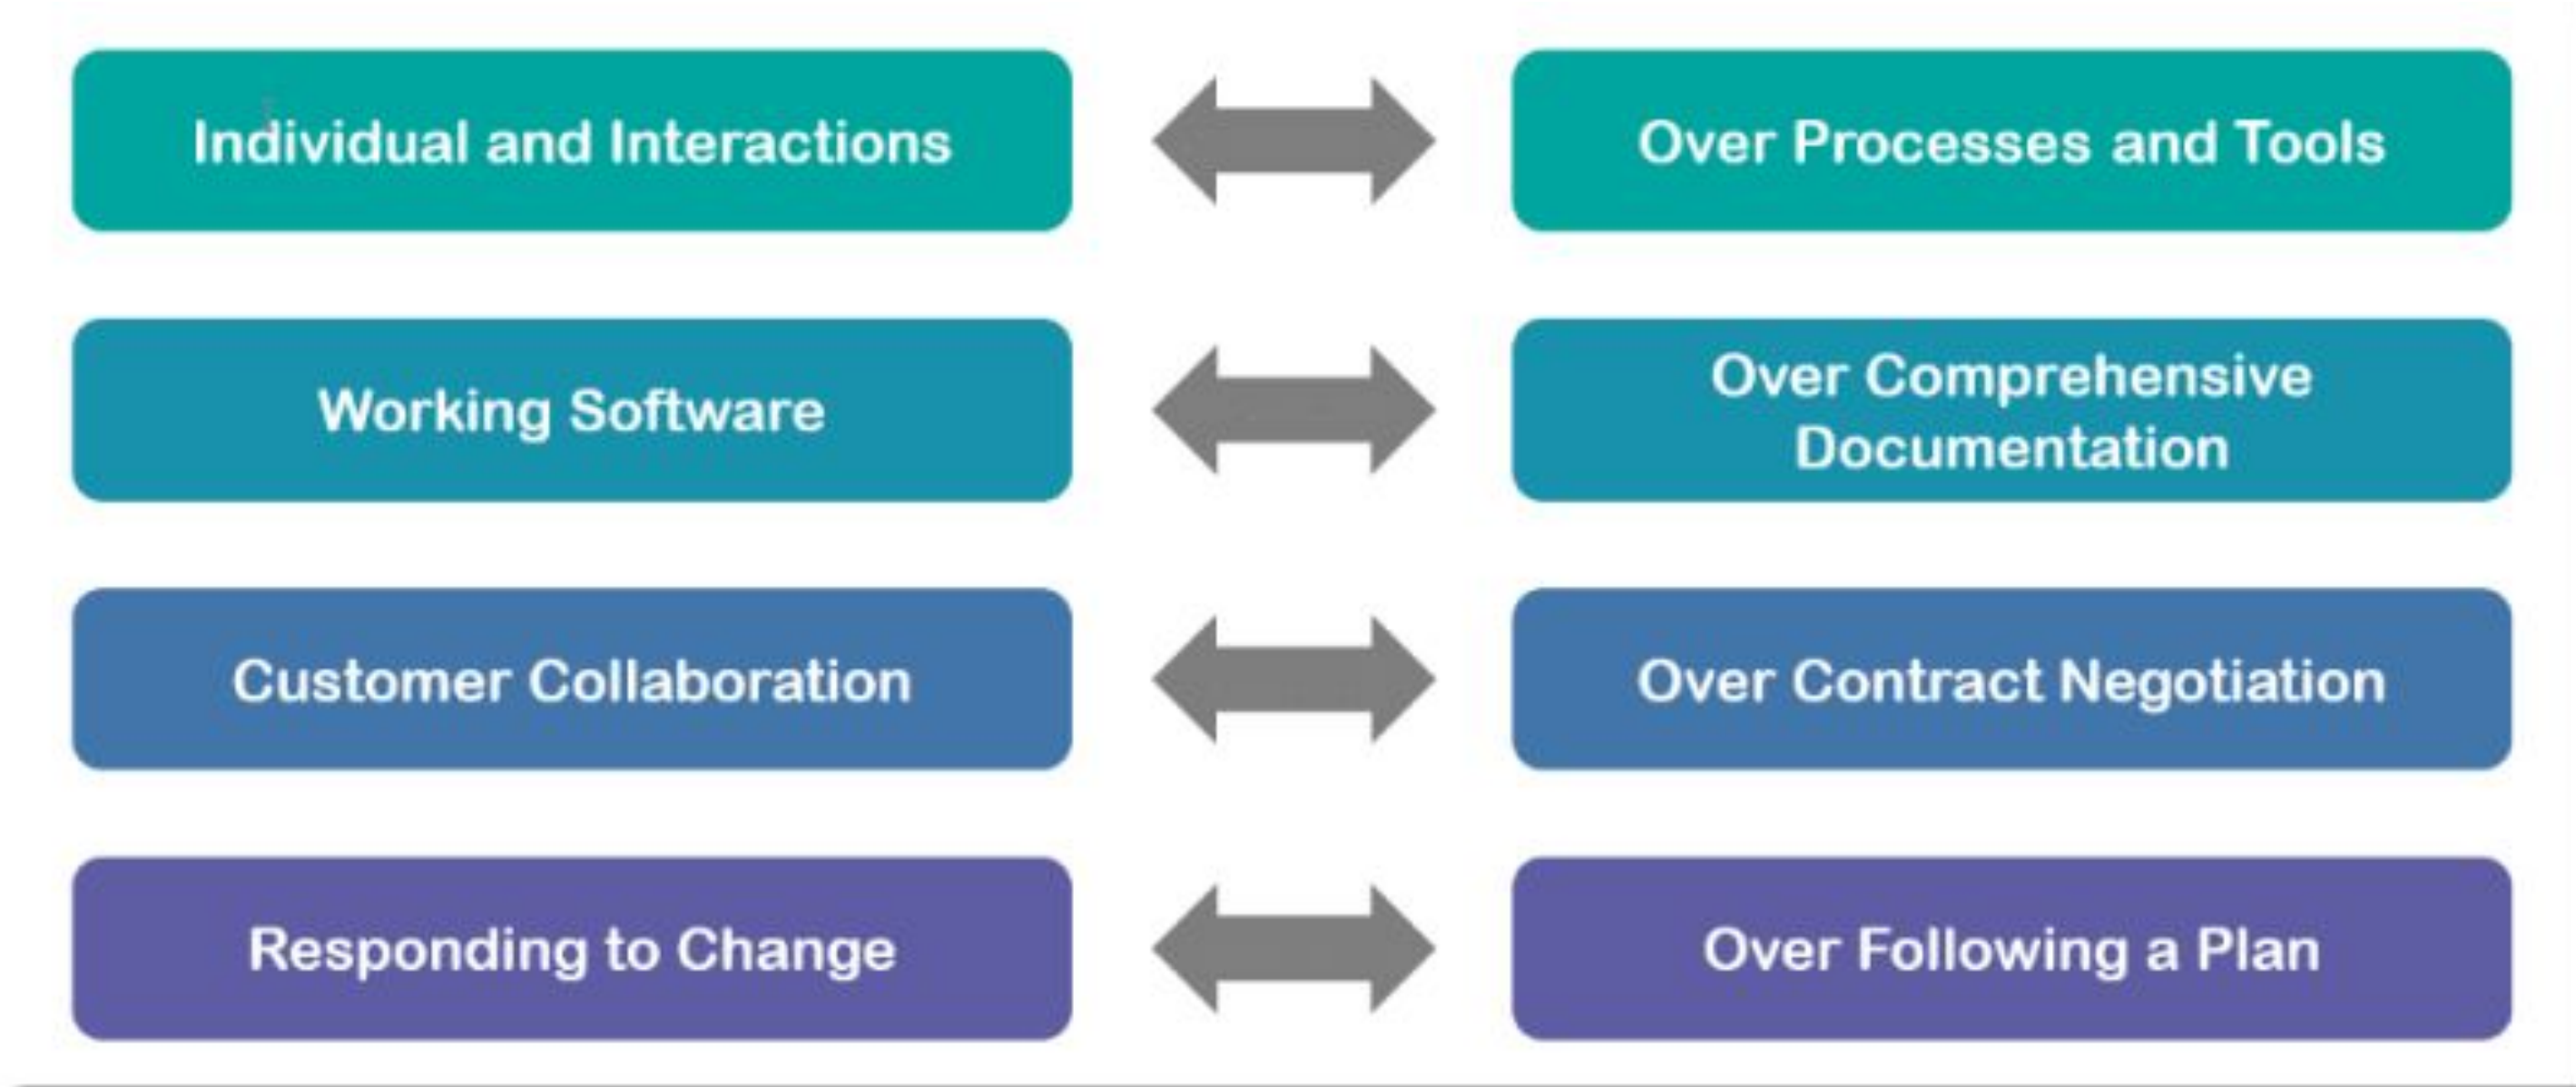 Individual and Interactions
Over Processes and Tools
Working Software
Over Comprehensive
Documentation
Customer Collaboration
Over Contract Negotiation
Responding to Change
Over Following a Plan